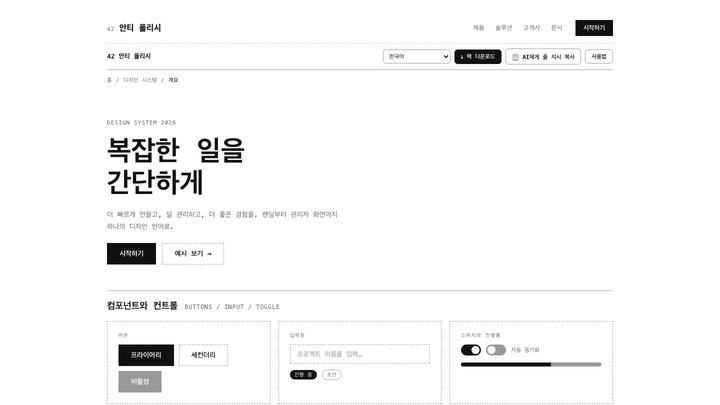 42 안티 폴리시
제품 솔루션 고객사 문서 시작하기
42 안티 폴리시
한국어 ↓ 팩 다운로드 📋 AI에게 줄 지시 복사 사용법
홈 / 디자인 시스템 / 개요
DESIGN SYSTEM 2026
복잡한 일을
간단하게
더 빠르게 만들고, 덜 관리하고, 더 좋은 경험을. 랜딩부터 관리자 화면까지
하나의 디자인 언어로.
시작하기 예시 보기 →
컴포넌트와 컨트롤 BUTTONS / INPUT / TOGGLE
버튼
프라이머리 세컨더리
비활성
입력창
프로젝트 이름을 입력…
진행 중 초안
스위치와 진행률
자동 동기화